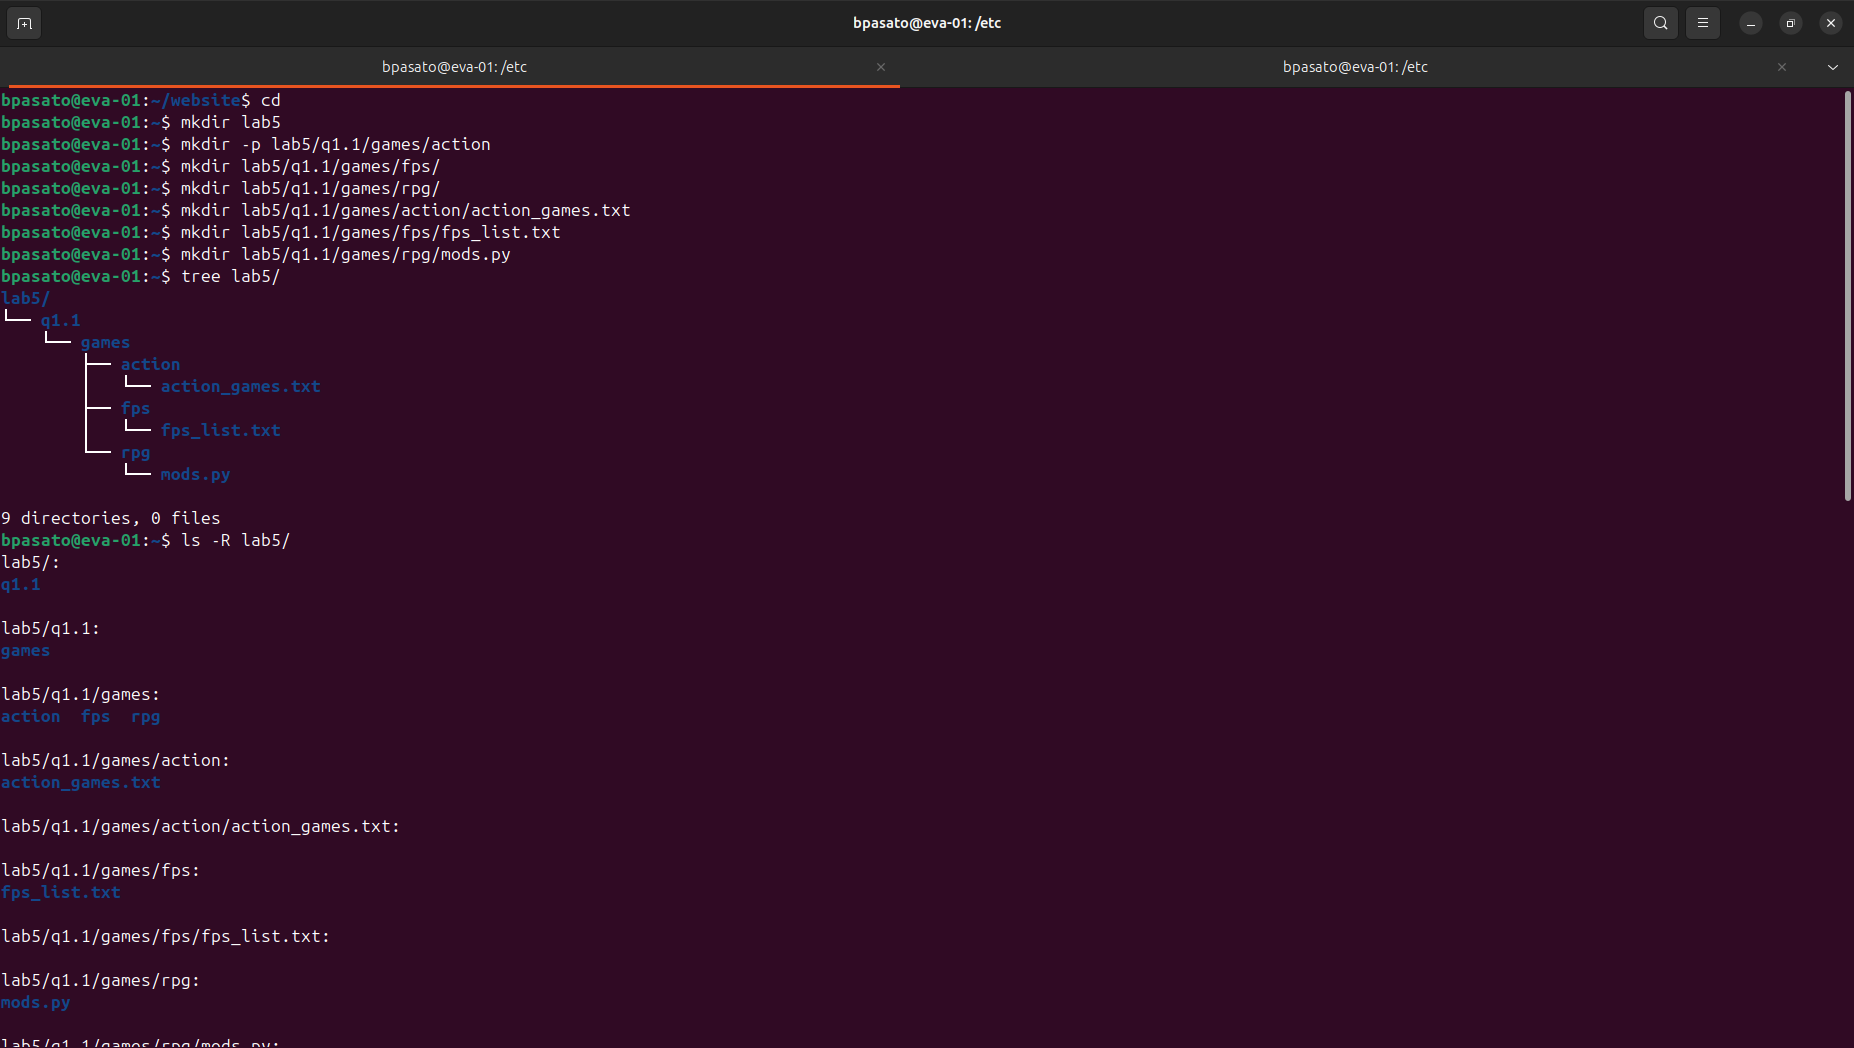 bpasato@eva-01: /etc
bpasato@eva-01: /etc
bpasato@eva-01: /etc
bpasato@eva-01:~/website$ cd
bpasato@eva-01:~$ mkdir lab5
bpasato@eva-01:~$ mkdir -p lab5/q1.1/games/action
bpasato@eva-01:~$ mkdir lab5/q1.1/games/fps/
bpasato@eva-01:~$ mkdir lab5/q1.1/games/rpg/
bpasato@eva-01:~$ mkdir lab5/q1.1/games/action/action_games.txt
bpasato@eva-01:~$ mkdir lab5/q1.1/games/fps/fps_list.txt
bpasato@eva-01:~$ mkdir lab5/q1.1/games/rpg/mods.py
bpasato@eva-01:~$ tree lab5/
lab5/
└── q1.1
    └── games
        ├── action
        │   └── action_games.txt
        ├── fps
        │   └── fps_list.txt
        └── rpg
            └── mods.py
9 directories, 0 files
bpasato@eva-01:~$ ls -R lab5/
lab5/:
q1.1
lab5/q1.1:
games
lab5/q1.1/games:
action  fps  rpg
lab5/q1.1/games/action:
action_games.txt
lab5/q1.1/games/action/action_games.txt:
lab5/q1.1/games/fps:
fps_list.txt
lab5/q1.1/games/fps/fps_list.txt:
lab5/q1.1/games/rpg:
mods.py
lab5/q1.1/games/rpg/mods.py: